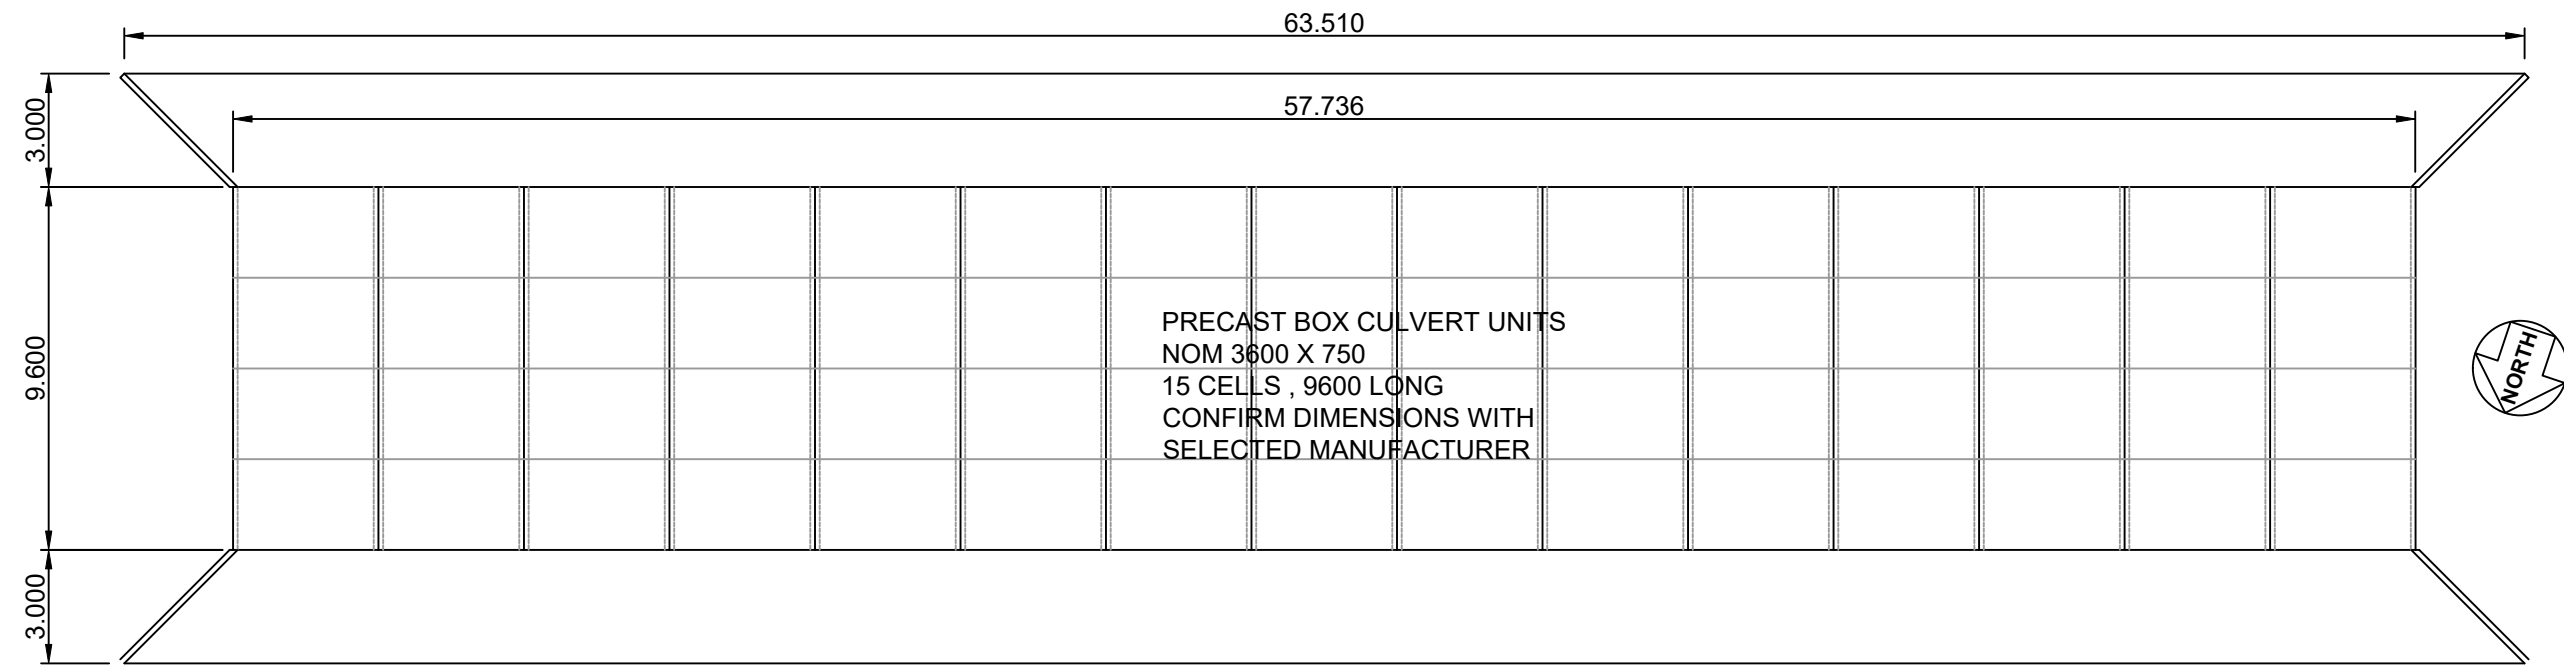 63.510
57.736
3.000
9.600
3.000
PRECAST BOX CULVERT UNITS
NOM 3600 X 750
15 CELLS , 9600 LONG
CONFIRM DIMENSIONS WITH
SELECTED MANUFACTURER
NORTH